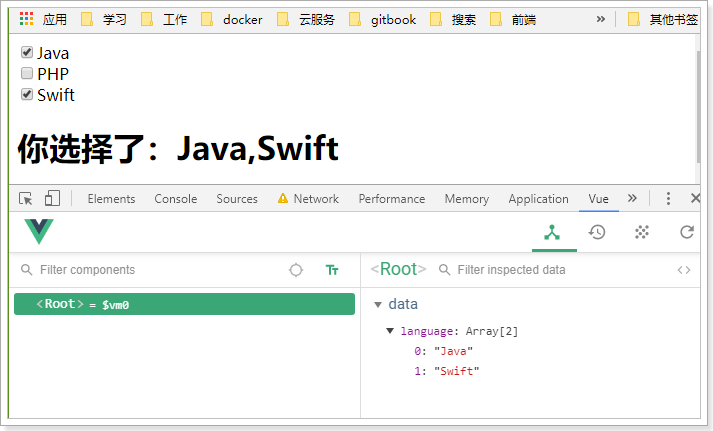 应用 学习 工作 docker 云服务 gitbook 搜索 前端 » 其他书签
Java
PHP
Swift
你选择了：Java,Swift
Elements Console Sources Network Performance Memory Application Vue »
Filter components
<Root> Filter inspected data
<Root> = $vm0
data
language: Array[2]
0: "Java"
1: "Swift"